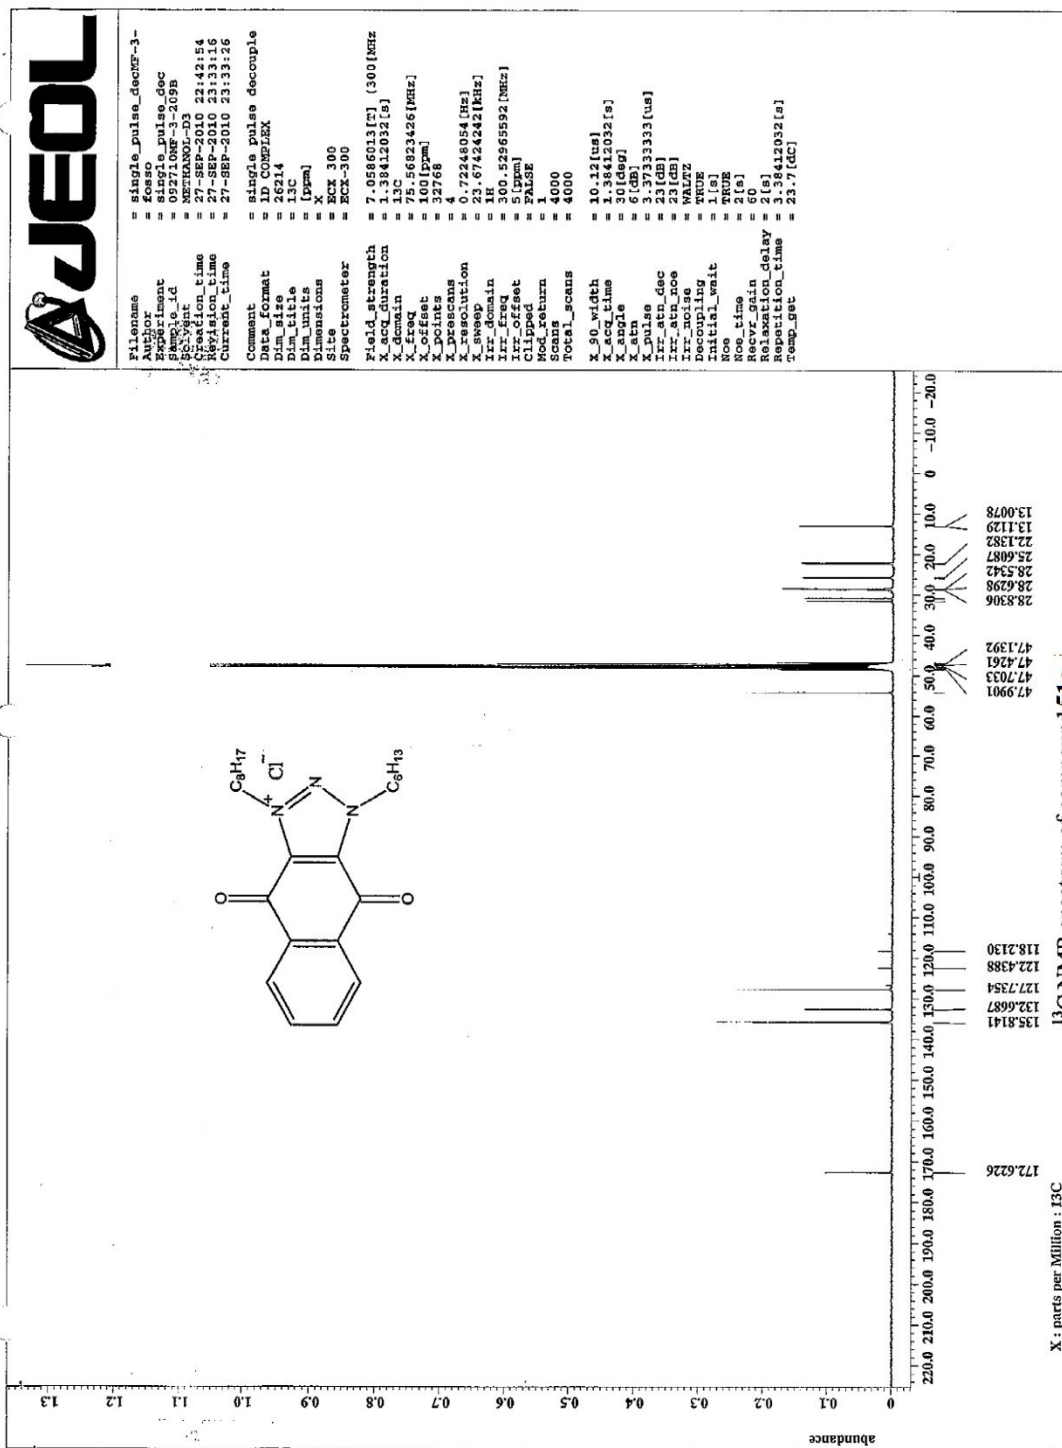 JEOL
Filename = single_pulse_decMF-3-
Author = fosso
Experiment = single_pulse_dec
Sample_id = 092710MF-3-209B
Solvent = METHANOL-D3
Creation_time = 27-SEP-2010 22:42:54
Revision_time = 27-SEP-2010 23:33:16
Current_time = 27-SEP-2010 23:33:26
Comment = single pulse decouple
Data_format = 1D COMPLEX
Dim_size = 26214
Dim_title = 13C
Dim_units = [ppm]
Dimensions = X
Site = ECX 300
Spectrometer = ECX-300
Field_strength = 7.0586013[T] (300[MHz
X_acq_duration = 1.38412032[s]
X_domain = 13C
X_freq = 75.56823426[MHz]
X_offset = 100[ppm]
X_points = 32768
X_prescans = 4
X_resolution = 0.72248054[Hz]
X_sweep = 23.67424242[kHz]
Irr_domain = 1H
Irr_freq = 300.52965592[MHz]
Irr_offset = 5[ppm]
Clipped = FALSE
Mod_return = 1
Scans = 4000
Total_scans = 4000
X_90_width = 10.12[us]
X_acq_time = 1.38412032[s]
X_angle = 30[deg]
X_atn = 6[dB]
X_pulse = 3.37333333[us]
Irr_atn_dec = 23[dB]
Irr_atn_noe = 23[dB]
Irr_noise = WALTZ
Decoupling = TRUE
Initial_wait = 1[s]
Noe = TRUE
Noe_time = 2[s]
Recvr_gain = 60
Relaxation_delay = 2[s]
Repetition_time = 3.38412032[s]
Temp_get = 23.7[dC]
abundance
1.3
1.2
1.1
1.0
0.9
0.8
0.7
0.6
0.5
0.4
0.3
0.2
0.1
0
O
O
N+
N
N
C8H17
Cl-
C6H13
220.0 210.0 200.0 190.0 180.0 170.0 160.0 150.0 140.0 130.0 120.0 110.0 100.0 90.0 80.0 70.0 60.0 50.0 40.0 30.0 20.0 10.0 0 -10.0 -20.0
172.6226
135.8141
132.6687
127.7354
122.4388
118.2130
47.9901
47.7033
47.4261
47.1392
28.8306
28.6298
28.5342
25.6087
22.1382
13.1129
13.0078
X : parts per Million : 13C